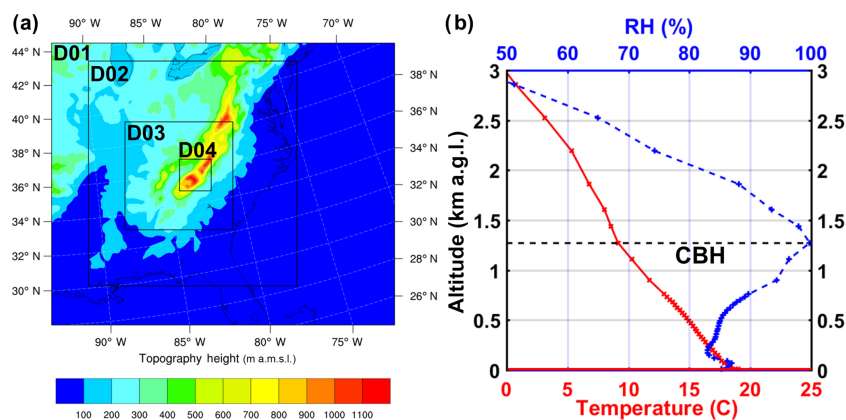 (a)
90° W 85° W 80° W 75° W 70° W
44° N
42° N
40° N
38° N
36° N
34° N
32° N
30° N
D01
D02
D03
D04
38° N
36° N
34° N
32° N
30° N
28° N
26° N
90° W 85° W 80° W 75° W
Topography height (m a.m.s.l.)
100 200 300 400 500 600 700 800 900 1000 1100
(b)
RH (%)
50 60 70 80 90 100
Altitude (km a.g.l.)
3
2.5
2
1.5
1
0.5
0
CBH
3
2.5
2
1.5
1
0.5
0
0 5 10 15 20 25
Temperature (C)